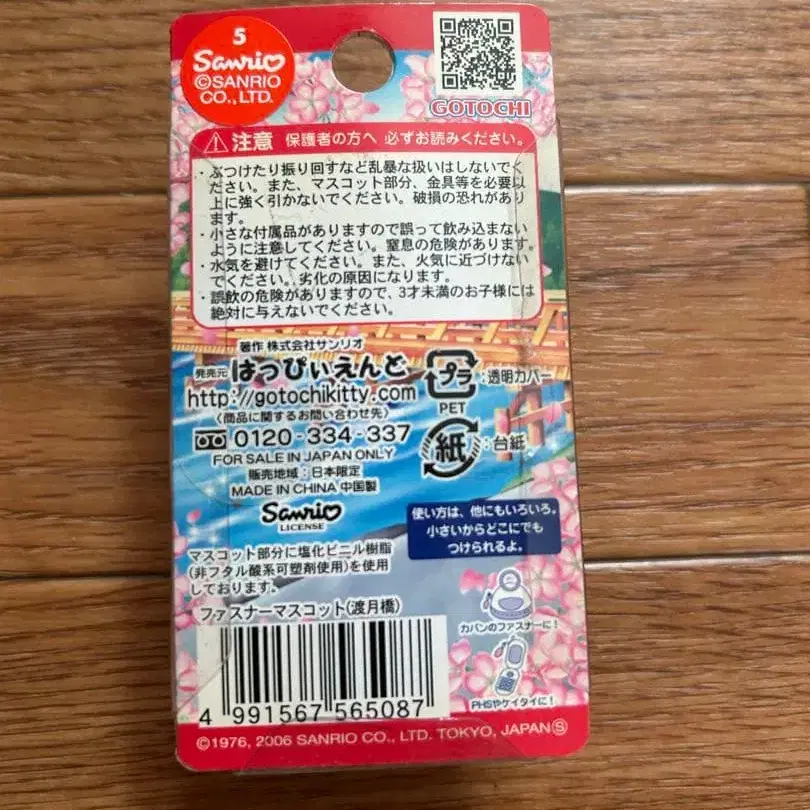 5
Sanrio
©SANRIO
CO.,LTD.
GOTOCHI
注意 保護者の方へ 必ずお読みください。
・ぶつけたり振り回すなど乱暴な扱いはしないでく
ださい。また、マスコット部分、金具等を必要以
上に強く引かないでください。破損の恐れがあり
ます。
・小さな付属品がありますので誤って飲み込まない
ように注意してください。窒息の危険があります。
・水気を避けてください。また、火気に近づけない
でください。劣化の原因になります。
・誤飲の危険がありますので、3才未満のお子様には
絶対に与えないでください。
著作 株式会社サンリオ
発売元 はっぴぃえんど
http://gotochikitty.com
〈商品に関するお問い合わせ先〉
0120-334-337
FOR SALE IN JAPAN ONLY
販売地域:日本限定
MADE IN CHINA 中国製
Sanrio
LICENSE
プラ:透明カバー
PET
紙:台紙
使い方は、他にもいろいろ。
小さいからどこにでも
つけられるよ。
マスコット部分に塩化ビニル樹脂
(非フタル酸系可塑剤使用)を使用
しております。
ファスナーマスコット(渡月橋)
カバンのファスナーに!
PHSやケイタイに!
4 991567 565087
©1976, 2006 SANRIO CO., LTD. TOKYO, JAPAN Ⓢ